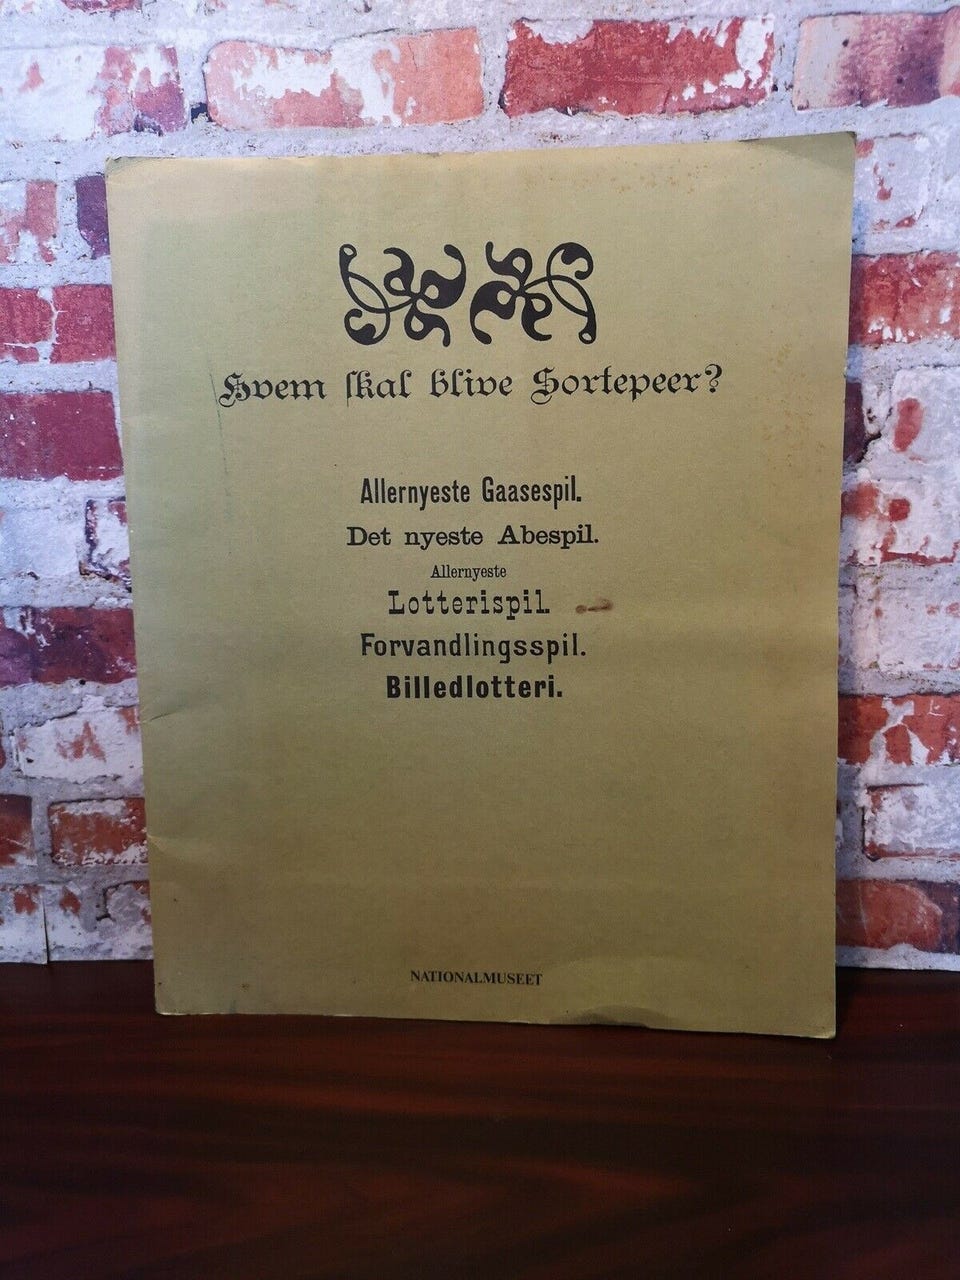 Hvem skal blive Sortepeer?
Allernyeste Gaasespil.
Det nyeste Abespil.
Allernyeste
Lotterispil.
Forvandlingsspil.
Billedlotteri.
NATIONALMUSEET